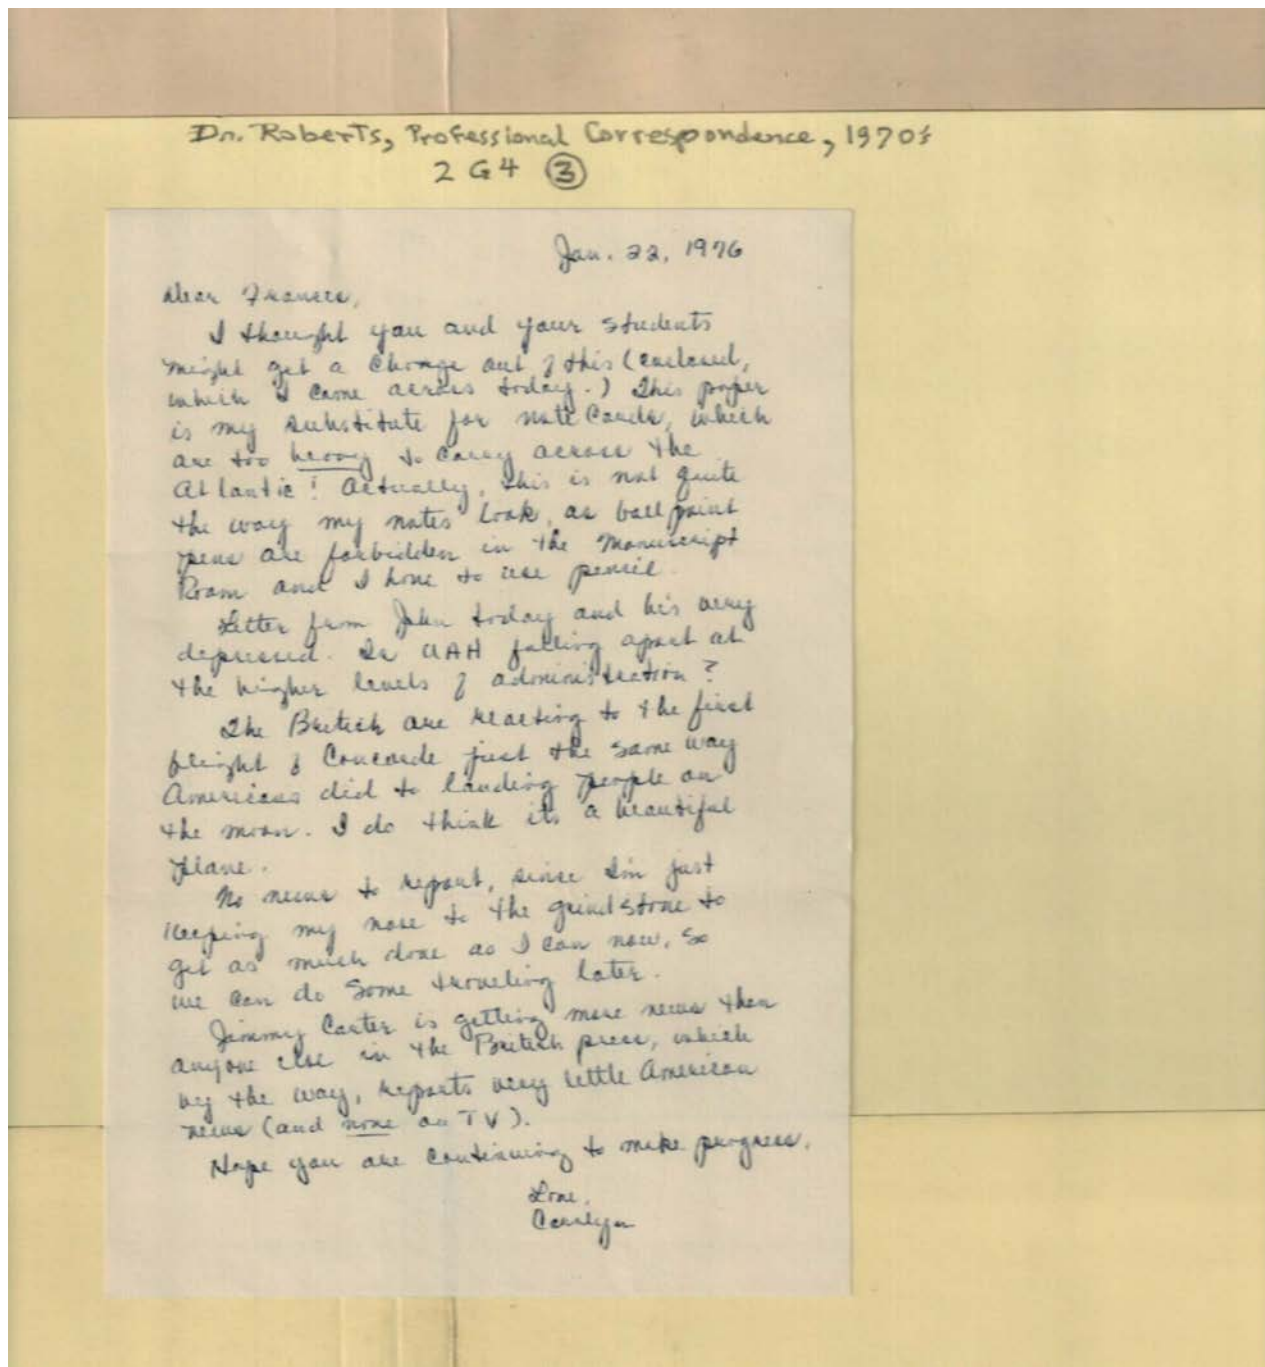 Dr. Roberts, Professional Correspondence, 1970s
2 G4 3
Jan. 22, 1976
Dear Frances,
I thought you and your students
might get a change out of this (enclosed,
which I came across today.) This paper
is my substitute for note cards, which
are too heavy to carry across the
Atlantic! Actually, this is not quite
the way my notes look, as ball point
pens are forbidden in the Manuscript
Room and I have to use pencil.
Letter from John today and he's very
depressed. Is UAH falling apart at
the higher levels of administration?
The British are reacting to the first
flight of Concorde just the same way
Americans did to landing people on
the moon. I do think its a beautiful
plane.
No news to report, since I'm just
keeping my nose to the grindstone to
get as much done as I can now, so
we can do some traveling later.
Jimmy Carter is getting more news than
anyone else in the British press, which
by the way, reports very little American
news (and none on TV).
Hope you are continuing to make progress.
Love,
Carolyn